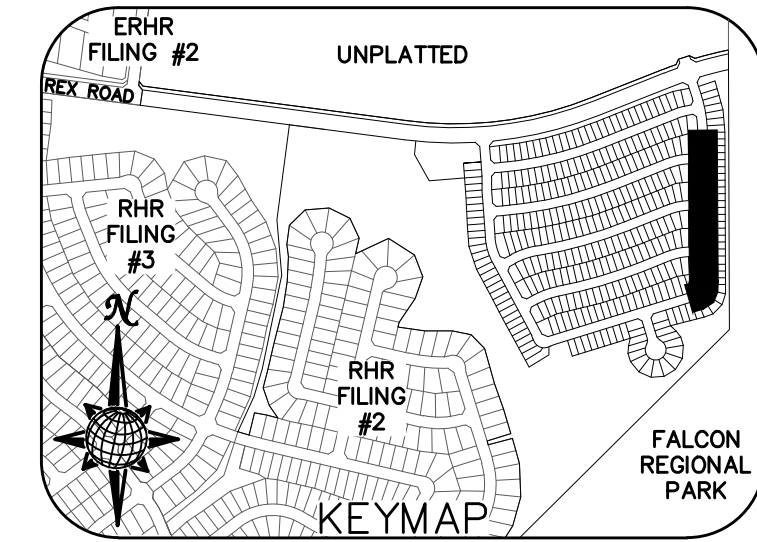 ERHR
FILING #2
UNPLATTED
REX ROAD
RHR
FILING
#3
N
RHR
FILING
#2
FALCON
REGIONAL
PARK
KEYMAP